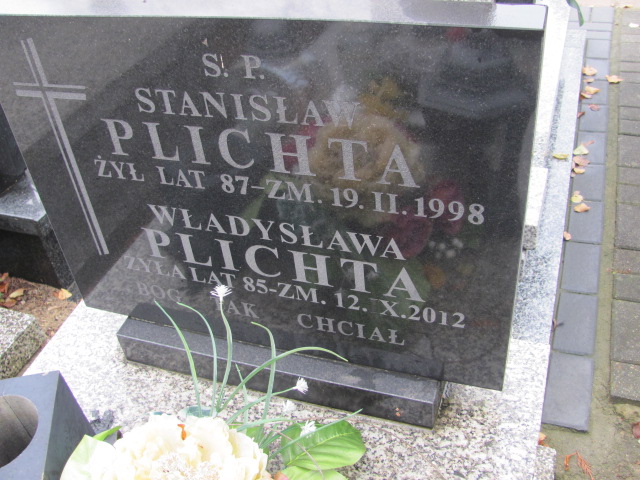 Ś. P.
STANISŁAW
PLICHTA
ŻYŁ LAT 87-ZM. 19. II. 1998
WŁADYSŁAWA
PLICHTA
ŻYŁA LAT 85-ZM. 12. X. 2012
BÓG TAK CHCIAŁ